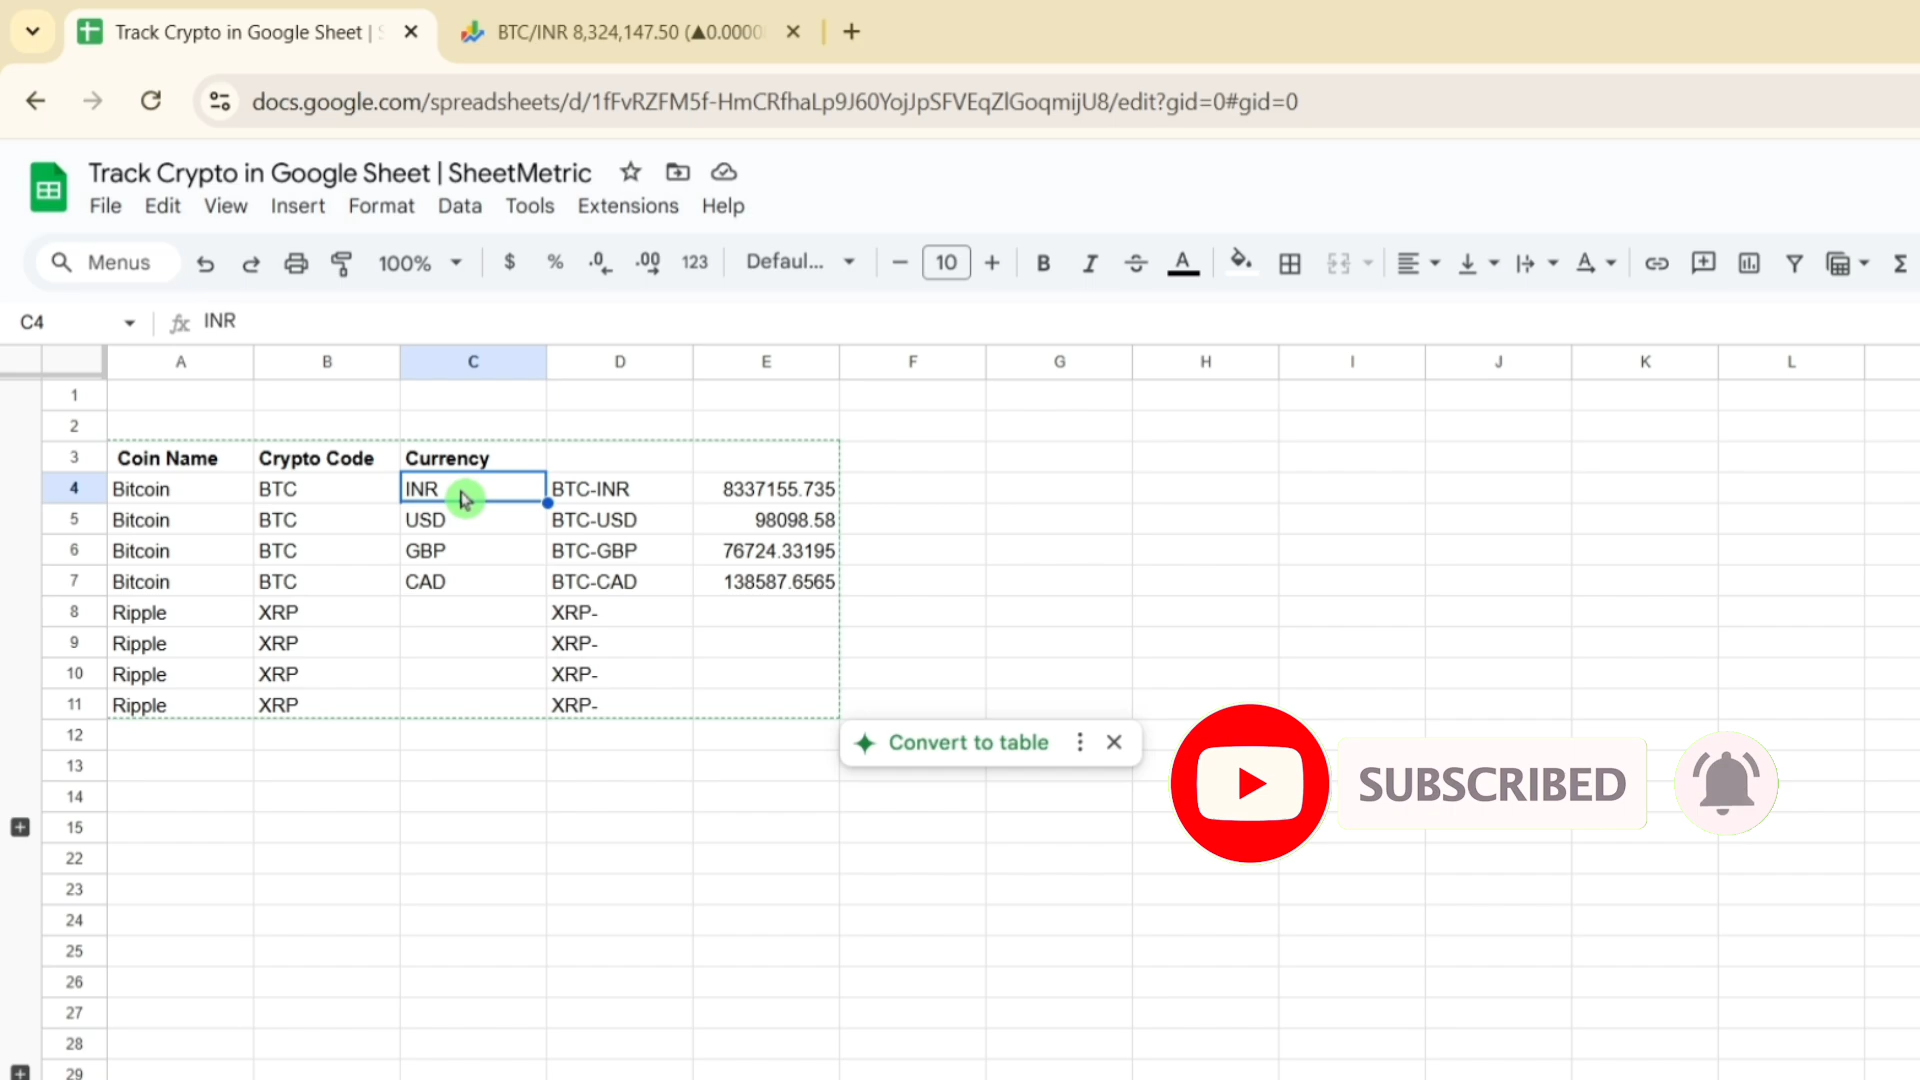 Track Crypto in Google Sheet | S
BTC/INR 8,324,147.50 (▲0.0000
docs.google.com/spreadsheets/d/1fFvRZFM5f-HmCRfhaLp9J60YojJpSFVEqZlGoqmijU8/edit?gid=0#gid=0
Track Crypto in Google Sheet | SheetMetric
File Edit View Insert Format Data Tools Extensions Help
Menus 100% $ % .0 .00 123 Defaul... − 10 + B I S A Σ
C4 fx INR
A B C D E F G H I J K L
1
2
3 Coin Name Crypto Code Currency
4 Bitcoin BTC INR BTC-INR 8337155.735
5 Bitcoin BTC USD BTC-USD 98098.58
6 Bitcoin BTC GBP BTC-GBP 76724.33195
7 Bitcoin BTC CAD BTC-CAD 138587.6565
8 Ripple XRP XRP-
9 Ripple XRP XRP-
10 Ripple XRP XRP-
11 Ripple XRP XRP-
12
Convert to table
13
SUBSCRIBED
14
15
22
23
24
25
26
27
28
29